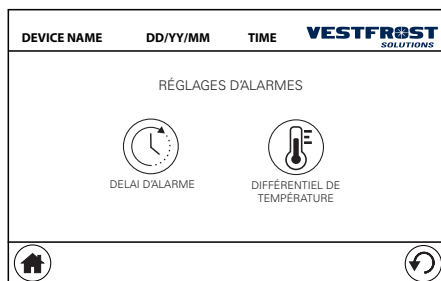 DEVICE NAME DD/YY/MM TIME VESTFROST
SOLUTIONS
RÉGLAGES D'ALARMES
DELAI D'ALARME
DIFFÉRENTIEL DE
TEMPÉRATURE